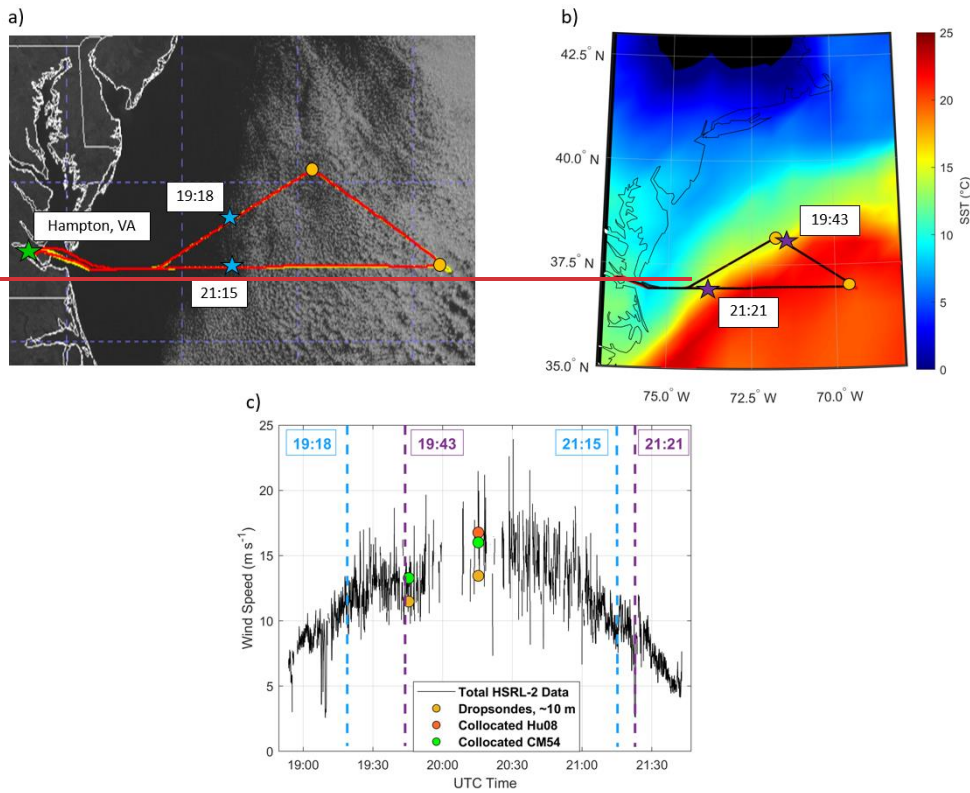 a)
19:18
Hampton, VA
21:15
b)
42.5° N
40.0° N
37.5° N
35.0° N
75.0° W
72.5° W
70.0° W
19:43
21:21
25
20
15
10
5
0
SST (°C)
c)
25
20
15
10
5
0
Wind Speed (m s⁻¹)
19:18
19:43
21:15
21:21
Total HSRL-2 Data
Dropsondes, ~10 m
Collocated Hu08
Collocated CM54
19:00
19:30
20:00
20:30
21:00
21:30
UTC Time